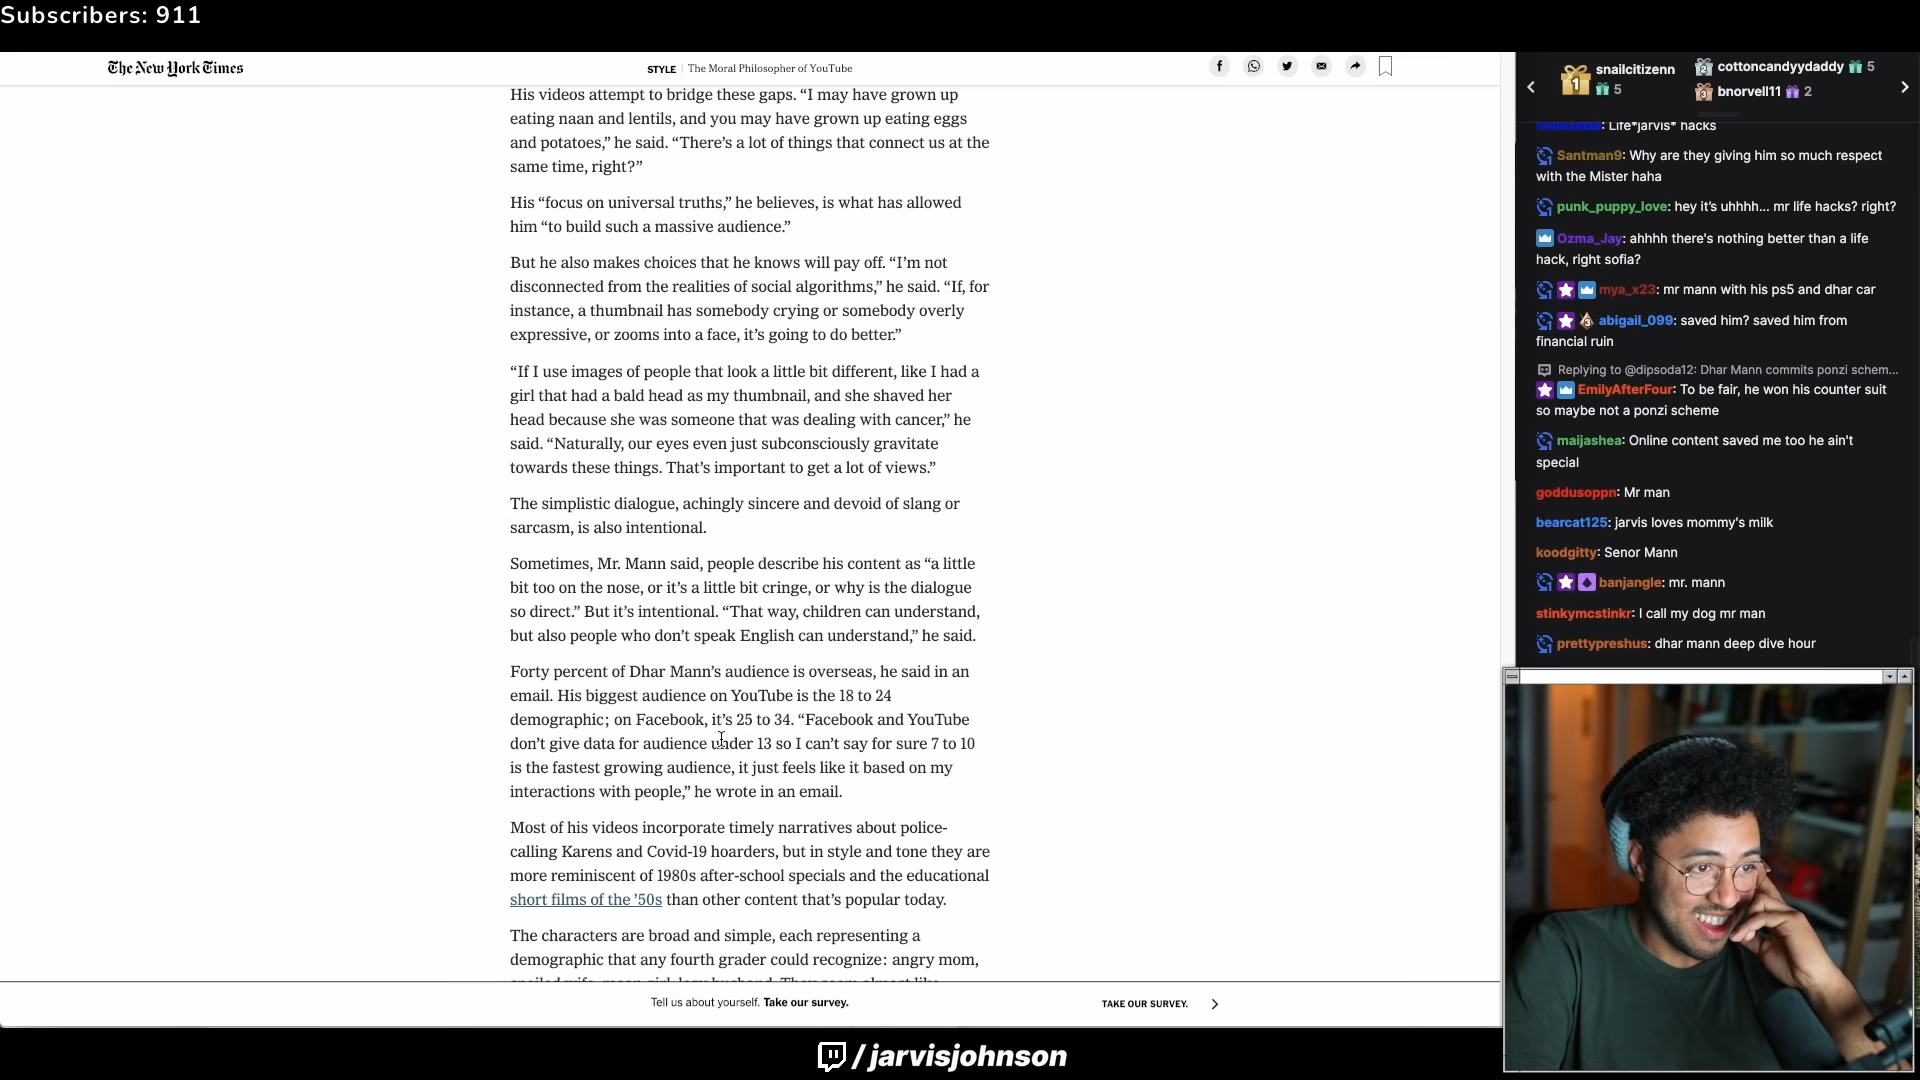 Subscribers: 911
The New York Times
STYLE | The Moral Philosopher of YouTube
His videos attempt to bridge these gaps. “I may have grown up
eating naan and lentils, and you may have grown up eating eggs
and potatoes,” he said. “There’s a lot of things that connect us at the
same time, right?”
His “focus on universal truths,” he believes, is what has allowed
him “to build such a massive audience.”
But he also makes choices that he knows will pay off. “I’m not
disconnected from the realities of social algorithms,” he said. “If, for
instance, a thumbnail has somebody crying or somebody overly
expressive, or zooms into a face, it’s going to do better.”
“If I use images of people that look a little bit different, like I had a
girl that had a bald head as my thumbnail, and she shaved her
head because she was someone that was dealing with cancer,” he
said. “Naturally, our eyes even just subconsciously gravitate
towards these things. That’s important to get a lot of views.”
The simplistic dialogue, achingly sincere and devoid of slang or
sarcasm, is also intentional.
Sometimes, Mr. Mann said, people describe his content as “a little
bit too on the nose, or it’s a little bit cringe, or why is the dialogue
so direct.” But it’s intentional. “That way, children can understand,
but also people who don’t speak English can understand,” he said.
Forty percent of Dhar Mann’s audience is overseas, he said in an
email. His biggest audience on YouTube is the 18 to 24
demographic; on Facebook, it’s 25 to 34. “Facebook and YouTube
don’t give data for audience under 13 so I can’t say for sure 7 to 10
is the fastest growing audience, it just feels like it based on my
interactions with people,” he wrote in an email.
Most of his videos incorporate timely narratives about police-
calling Karens and Covid-19 hoarders, but in style and tone they are
more reminiscent of 1980s after-school specials and the educational
short films of the ’50s than other content that’s popular today.
The characters are broad and simple, each representing a
demographic that any fourth grader could recognize: angry mom,
Tell us about yourself. Take our survey.
TAKE OUR SURVEY.
1 snailcitizenn 5
2 cottoncandyydaddy 5
3 bnorvell11 2
: Life*jarvis* hacks
Santman9: Why are they giving him so much respect
with the Mister haha
punk_puppy_love: hey it’s uhhhh... mr life hacks? right?
Ozma_Jay: ahhhh there's nothing better than a life
hack, right sofia?
mya_x23: mr mann with his ps5 and dhar car
abigail_099: saved him? saved him from
financial ruin
Replying to @dipsoda12: Dhar Mann commits ponzi schem...
EmilyAfterFour: To be fair, he won his counter suit
so maybe not a ponzi scheme
maijashea: Online content saved me too he ain't
special
goddusoppn: Mr man
bearcat125: jarvis loves mommy's milk
koodgitty: Senor Mann
banjangle: mr. mann
stinkymcstinkr: I call my dog mr man
prettypreshus: dhar mann deep dive hour
/jarvisjohnson